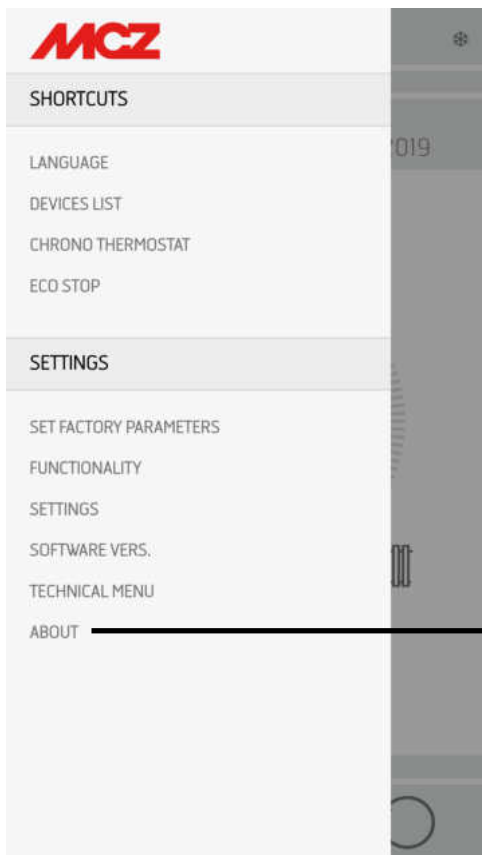 MCZ
SHORTCUTS
2019
LANGUAGE
DEVICES LIST
CHRONO THERMOSTAT
ECO STOP
SETTINGS
SET FACTORY PARAMETERS
FUNCTIONALITY
SETTINGS
SOFTWARE VERS.
TECHNICAL MENU
ABOUT